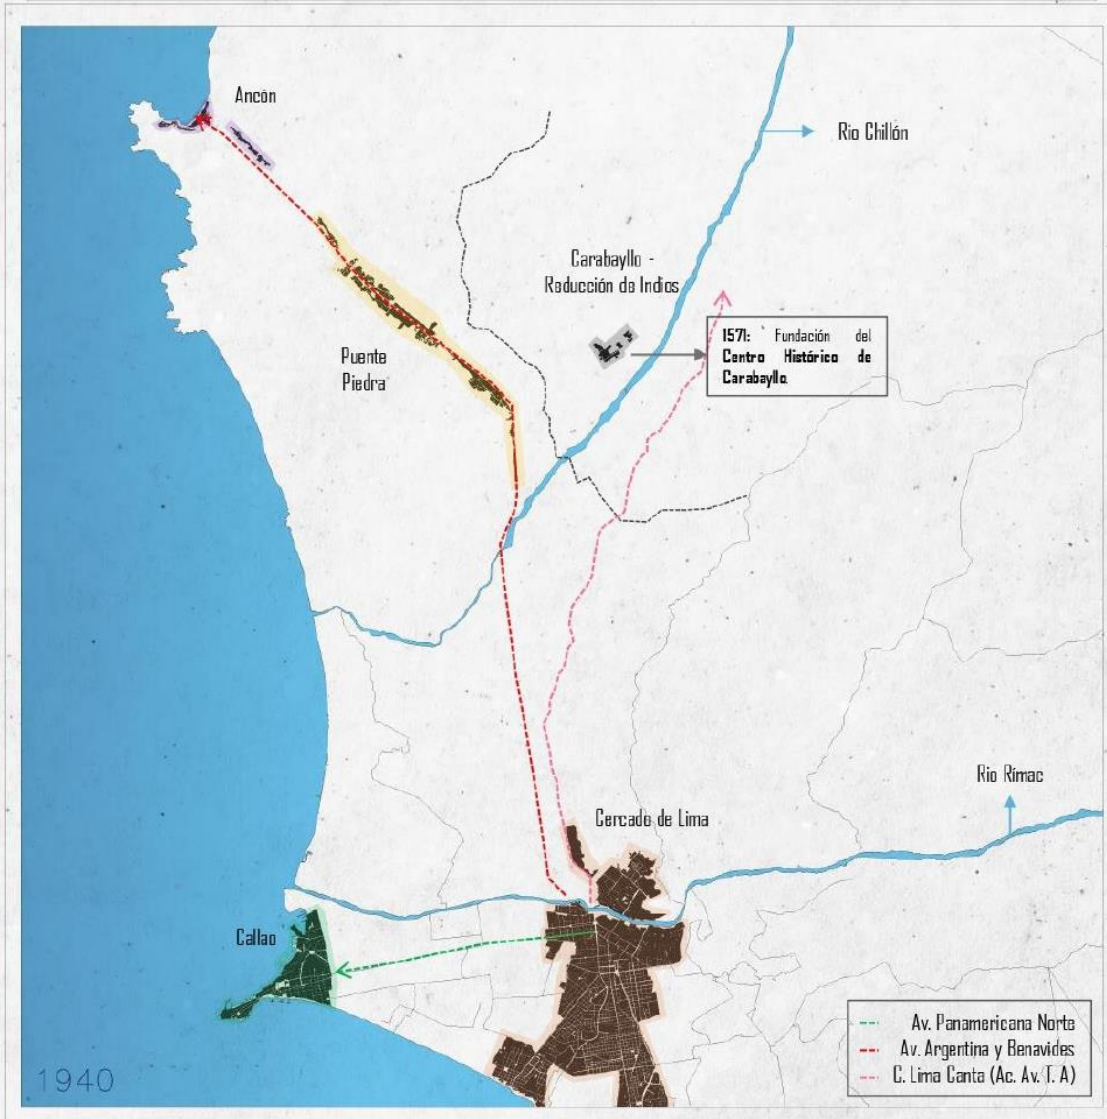 Ancón
Río Chillón
Carabayllo -
Reducción de Indios
1571: Fundación del
Centro Histórico de
Carabayllo.
Puente
Piedra
Río Rímac
Cercado de Lima
Callao
Av. Panamericana Norte
Av. Argentina y Benavides
C. Lima Canta (Ac. Av. T. A)
1940